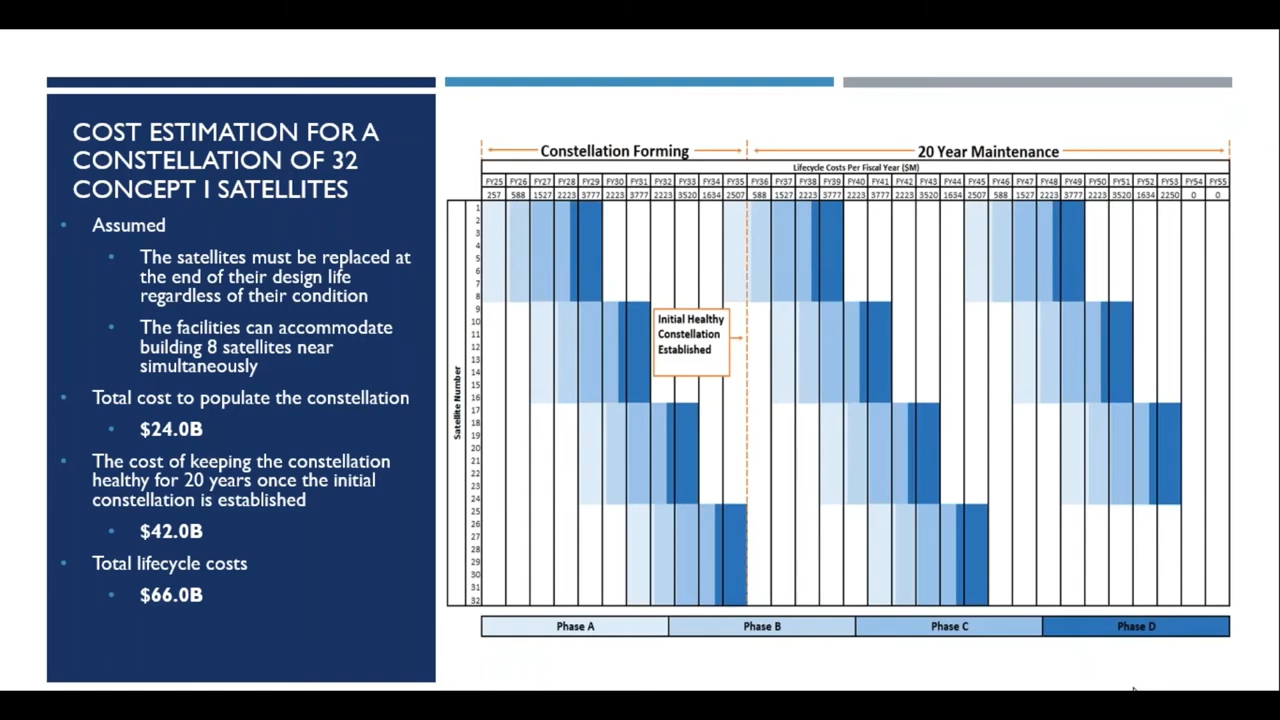 COST ESTIMATION FOR A
CONSTELLATION OF 32
CONCEPT I SATELLITES
• Assumed
• The satellites must be replaced at
the end of their design life
regardless of their condition
• The facilities can accommodate
building 8 satellites near
simultaneously
• Total cost to populate the constellation
• $24.0B
• The cost of keeping the constellation
healthy for 20 years once the initial
constellation is established
• $42.0B
• Total lifecycle costs
• $66.0B
Constellation Forming
20 Year Maintenance
Lifecycle Costs Per Fiscal Year ($M)
FY25 FY26 FY27 FY28 FY29 FY30 FY31 FY32 FY33 FY34 FY35 FY36 FY37 FY38 FY39 FY40 FY41 FY42 FY43 FY44 FY45 FY46 FY47 FY48 FY49 FY50 FY51 FY52 FY53 FY54 FY55
257 588 1527 2223 3777 2223 3777 2223 3520 1634 2507 588 1527 2223 3777 2223 3777 2223 3520 1634 2507 588 1527 2223 3777 2223 3520 1634 2250 0 0
Satellite Number
1
2
3
4
5
6
7
8
9
10
11
12
13
14
15
16
17
18
19
20
21
22
23
24
25
26
27
28
29
30
31
32
Initial Healthy
Constellation
Established
Phase A Phase B Phase C Phase D